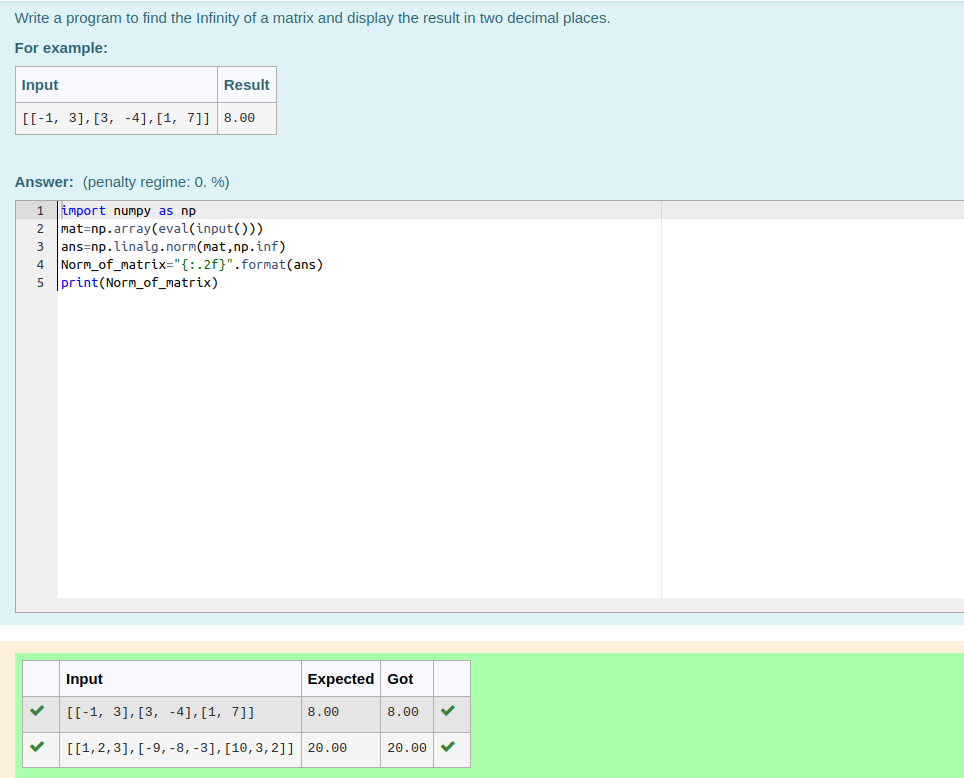 Write a program to find the Infinity of a matrix and display the result in two decimal places.
For example:
Input Result
[[-1, 3],[3, -4],[1, 7]] 8.00
Answer: (penalty regime: 0. %)
1 import numpy as np
2 mat=np.array(eval(input()))
3 ans=np.linalg.norm(mat,np.inf)
4 Norm_of_matrix="{:.2f}".format(ans)
5 print(Norm_of_matrix)
Input Expected Got
[[-1, 3],[3, -4],[1, 7]] 8.00 8.00
[[1,2,3],[-9,-8,-3],[10,3,2]] 20.00 20.00